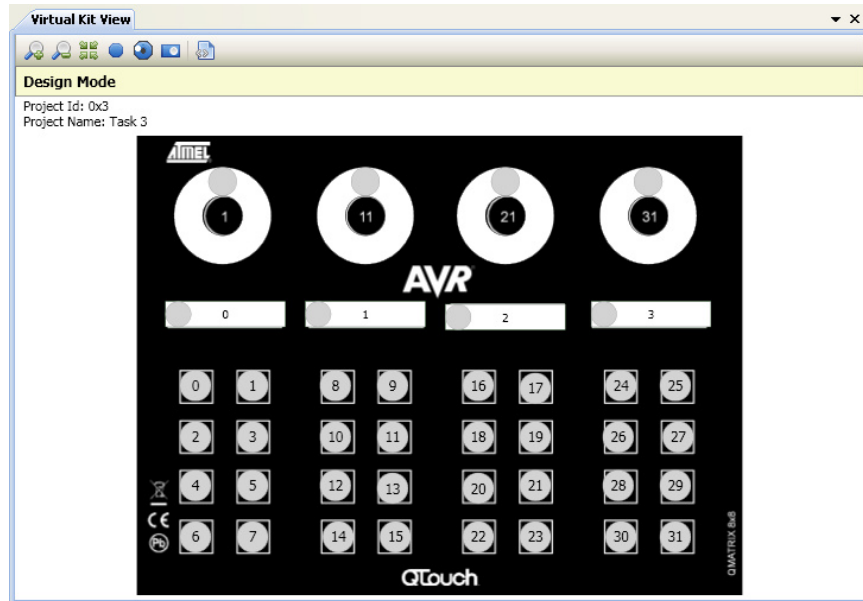 Virtual Kit View
Design Mode
Project Id: 0x3
Project Name: Task 3
ATMEL
1 11 21 31
AVR
0 1 2 3
0 1 8 9 16 17 24 25
2 3 10 11 18 19 26 27
4 5 12 13 20 21 28 29
6 7 14 15 22 23 30 31
CE
Pb
QTouch
QMATRIX 8x8